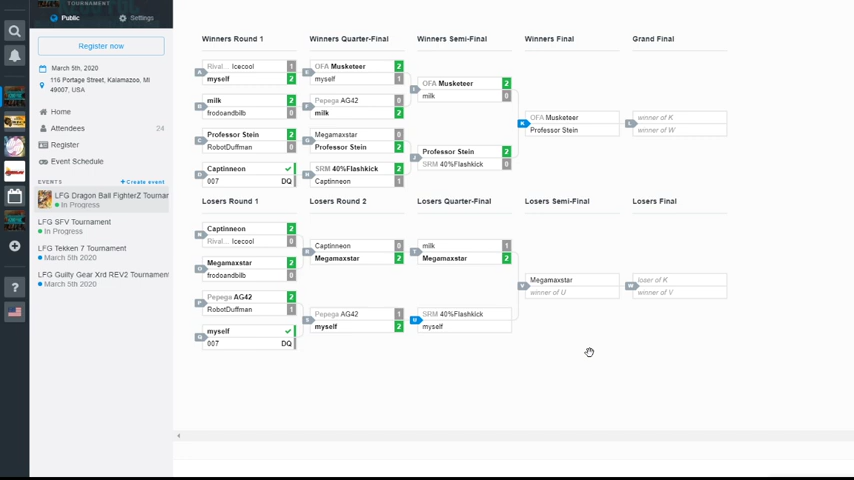 TOURNAMENT
Public
Settings
Register now
March 5th, 2020
116 Portage Street, Kalamazoo, MI
49007, USA
Home
Attendees 24
Register
Event Schedule
EVENTS + Create event
LFG Dragon Ball FighterZ Tournar
In Progress
LFG SFV Tournament
In Progress
LFG Tekken 7 Tournament
March 5th 2020
LFG Guilty Gear Xrd REV2 Tournament
March 5th 2020
?
Winners Round 1 Winners Quarter-Final Winners Semi-Final Winners Final Grand Final
A Rival... Icecool 1
myself 2
B milk 2
frodoandbilb 0
C Professor Stein 2
RobotDuffman 0
D Captinneon
007 DQ
E OFA Musketeer 2
myself 1
F Pepega AG42 0
milk 2
G Megamaxstar 0
Professor Stein 2
H SRM 40%Flashkick 2
Captinneon 1
I OFA Musketeer 2
milk 0
J Professor Stein 2
SRM 40%Flashkick 0
K OFA Musketeer
Professor Stein
L winner of K
winner of W
Losers Round 1 Losers Round 2 Losers Quarter-Final Losers Semi-Final Losers Final
N Captinneon 2
Rival... Icecool 0
O Megamaxstar 2
frodoandbilb 0
P Pepega AG42 2
RobotDuffman 1
Q myself
007 DQ
R Captinneon 0
Megamaxstar 2
S Pepega AG42 1
myself 2
T milk 1
Megamaxstar 2
U SRM 40%Flashkick
myself
V Megamaxstar
winner of U
W loser of K
winner of V